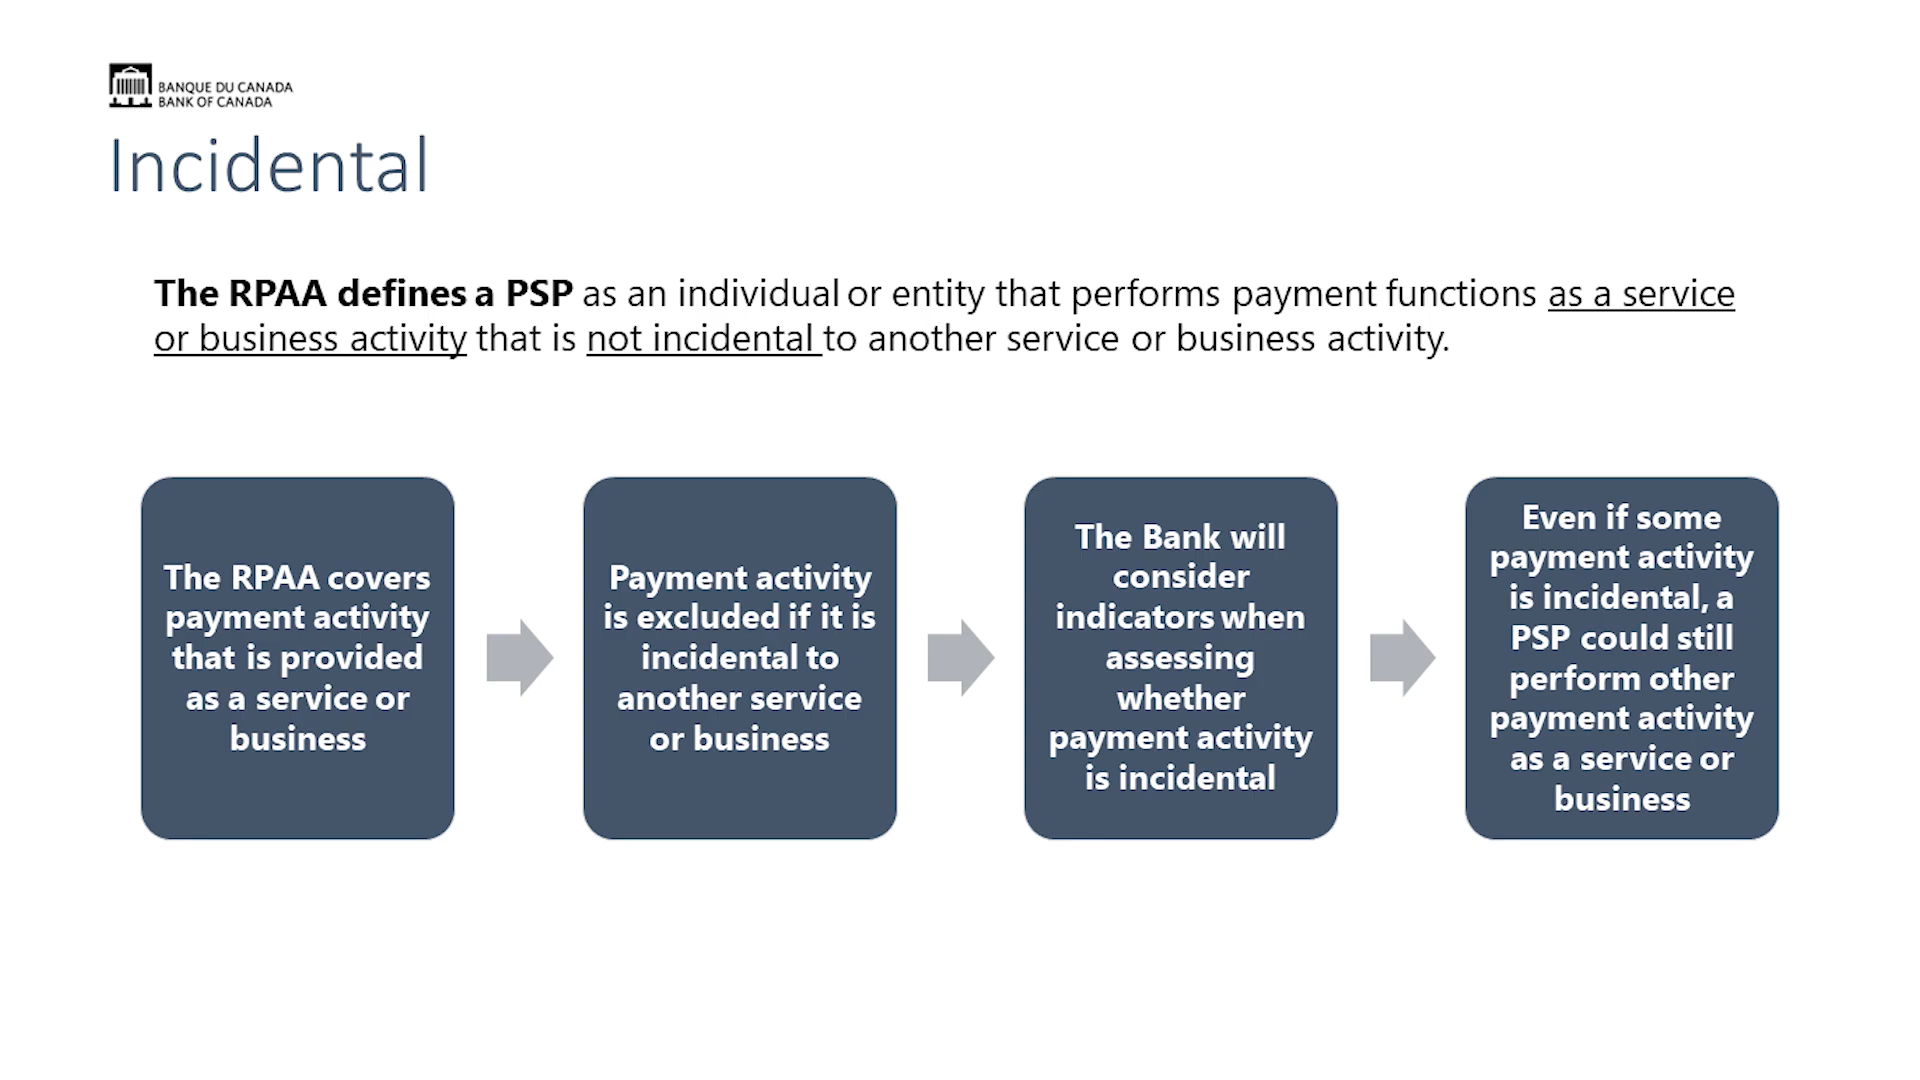 BANQUE DU CANADA
BANK OF CANADA
Incidental
The RPAA defines a PSP as an individual or entity that performs payment functions as a service
or business activity that is not incidental to another service or business activity.
The RPAA covers
payment activity
that is provided
as a service or
business
Payment activity
is excluded if it is
incidental to
another service
or business
The Bank will
consider
indicators when
assessing
whether
payment activity
is incidental
Even if some
payment activity
is incidental, a
PSP could still
perform other
payment activity
as a service or
business